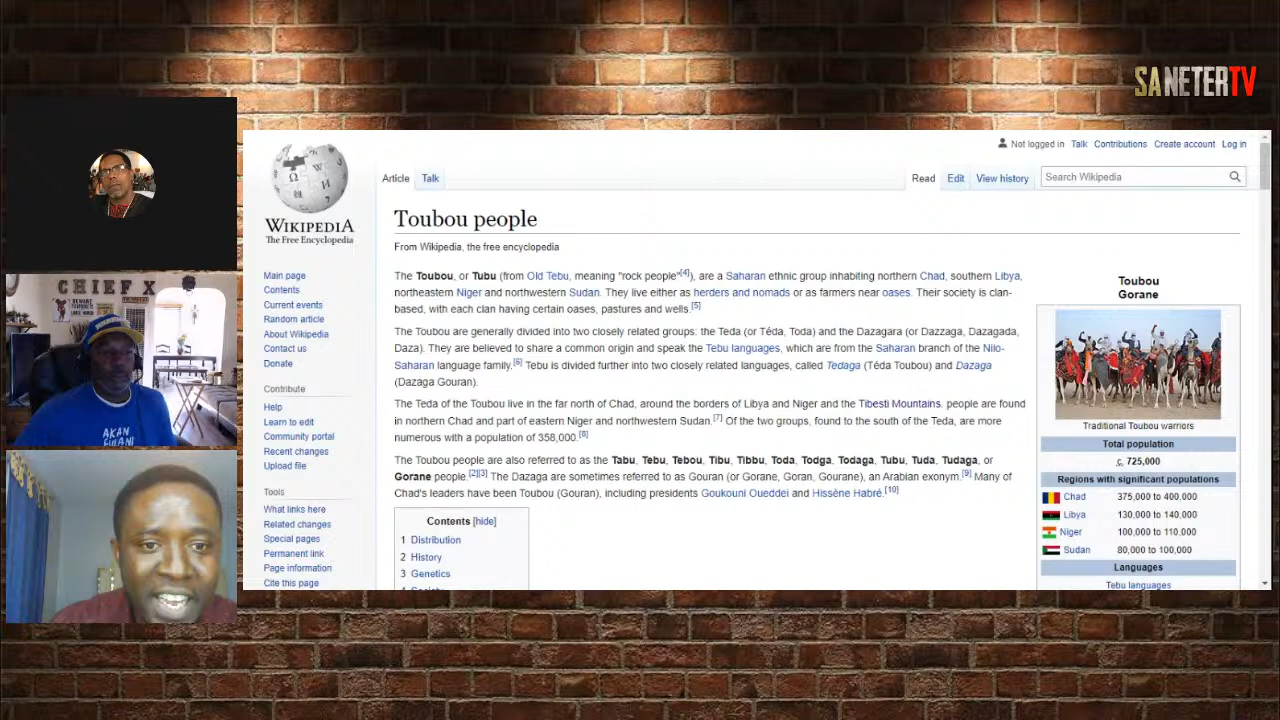 SANETERTV
CHIEF X
AKAN
FULANI
WIKIPEDIA
The Free Encyclopedia
Main page
Contents
Current events
Random article
About Wikipedia
Contact us
Donate
Contribute
Help
Learn to edit
Community portal
Recent changes
Upload file
Tools
What links here
Related changes
Special pages
Permanent link
Page information
Cite this page
Not logged in Talk Contributions Create account Log in
Article Talk Read Edit View history Search Wikipedia
Toubou people
From Wikipedia, the free encyclopedia
The Toubou, or Tubu (from Old Tebu, meaning "rock people"[4]), are a Saharan ethnic group inhabiting northern Chad, southern Libya,
northeastern Niger and northwestern Sudan. They live either as herders and nomads or as farmers near oases. Their society is clan-
based, with each clan having certain oases, pastures and wells.[5]
The Toubou are generally divided into two closely related groups: the Teda (or Téda, Toda) and the Dazagara (or Dazzaga, Dazagada,
Daza). They are believed to share a common origin and speak the Tebu languages, which are from the Saharan branch of the Nilo-
Saharan language family.[6] Tebu is divided further into two closely related languages, called Tedaga (Téda Toubou) and Dazaga
(Dazaga Gouran).
The Teda of the Toubou live in the far north of Chad, around the borders of Libya and Niger and the Tibesti Mountains. people are found
in northern Chad and part of eastern Niger and northwestern Sudan.[7] Of the two groups, found to the south of the Teda, are more
numerous with a population of 358,000.[8]
The Toubou people are also referred to as the Tabu, Tebu, Tebou, Tibu, Tibbu, Toda, Todga, Todaga, Tubu, Tuda, Tudaga, or
Gorane people.[2][3] The Dazaga are sometimes referred to as Gouran (or Gorane, Goran, Gourane), an Arabian exonym.[9] Many of
Chad's leaders have been Toubou (Gouran), including presidents Goukouni Oueddei and Hissène Habré.[10]
Contents [hide]
1 Distribution
2 History
3 Genetics
Toubou
Gorane
Traditional Toubou warriors
Total population
c. 725,000
Regions with significant populations
Chad 375,000 to 400,000
Libya 130,000 to 140,000
Niger 100,000 to 110,000
Sudan 80,000 to 100,000
Languages
Tebu languages